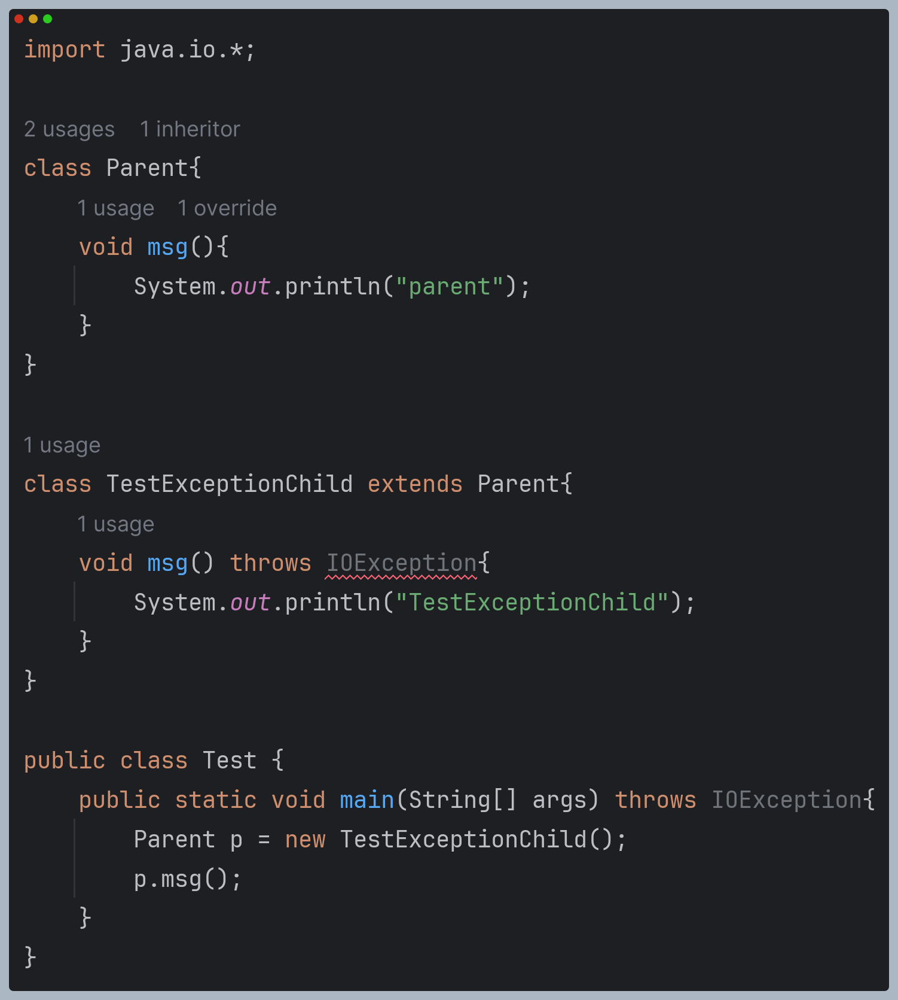 import java.io.*;
2 usages 1 inheritor
class Parent{
1 usage 1 override
void msg(){
System.out.println("parent");
}
}
1 usage
class TestExceptionChild extends Parent{
1 usage
void msg() throws IOException{
System.out.println("TestExceptionChild");
}
}
public class Test {
public static void main(String[] args) throws IOException{
Parent p = new TestExceptionChild();
p.msg();
}
}